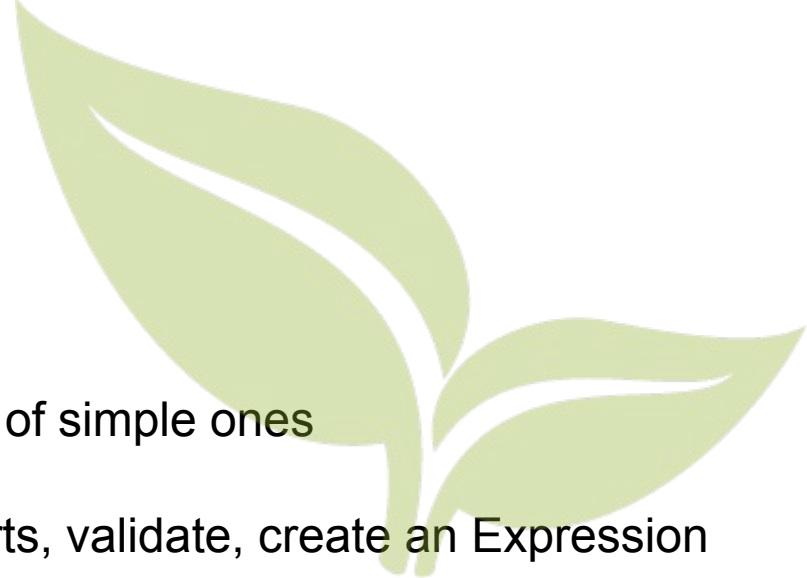 of simple ones
rts, validate, create an Expression